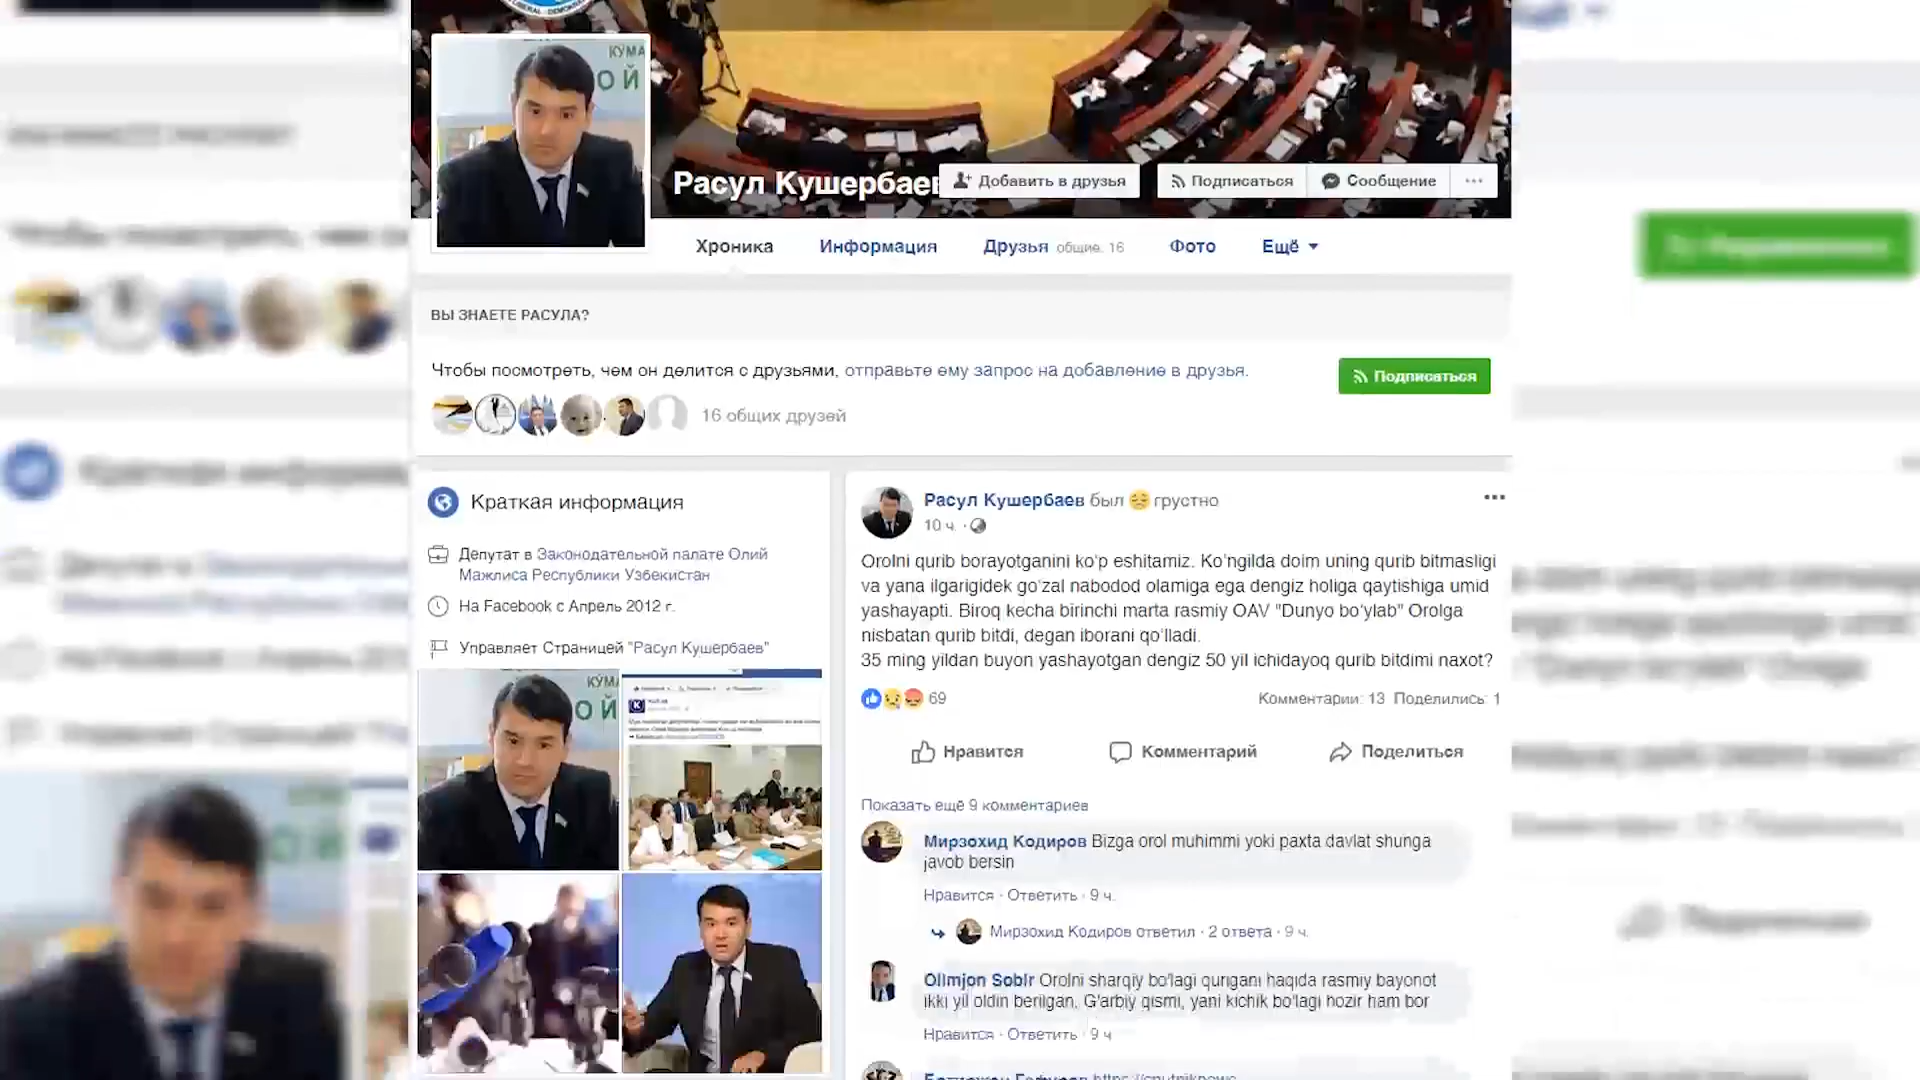 LIBERAL - DEMOKRAT
КУМА
ОЙ
Расул Кушербаев
Добавить в друзья
Подписаться
Сообщение
Хроника
Информация
Друзья общие. 16
Фото
Ещё
ВЫ ЗНАЕТЕ РАСУЛА?
Чтобы посмотреть, чем он делится с друзьями, отправьте ему запрос на добавление в друзья.
Подписаться
16 общих друзей
Краткая информация
Депутат в Законодательной палате Олий
Мажлиса Республики Узбекистан
На Facebook с Апрель 2012 г.
Управляет Страницей "Расул Кушербаев"
КУМА
ОЙ
Расул Кушербаев был грустно
10 ч. ·
Orolni qurib borayotganini ko‘p eshitamiz. Ko‘ngilda doim uning qurib bitmasligi
va yana ilgarigidek go‘zal nabodod olamiga ega dengiz holiga qaytishiga umid
yashayapti. Biroq kecha birinchi marta rasmiy OAV "Dunyo bo‘ylab" Orolga
nisbatan qurib bitdi, degan iborani qo‘lladi.
35 ming yildan buyon yashayotgan dengiz 50 yil ichidayoq qurib bitdimi naxot?
69
Комментарии: 13 Поделились: 1
Нравится
Комментарий
Поделиться
Показать ещё 9 комментариев
Мирзохид Кодиров Bizga orol muhimmi yoki paxta davlat shunga
javob bersin
Нравится · Ответить · 9 ч.
Мирзохид Кодиров ответил · 2 ответа · 9 ч.
Olimjon Sobir Orolni sharqiy bo‘lagi qurigani haqida rasmiy bayonot
ikki yil oldin berilgan. G‘arbiy qismi, yani kichik bo‘lagi hozir ham bor
Нравится · Ответить · 9 ч